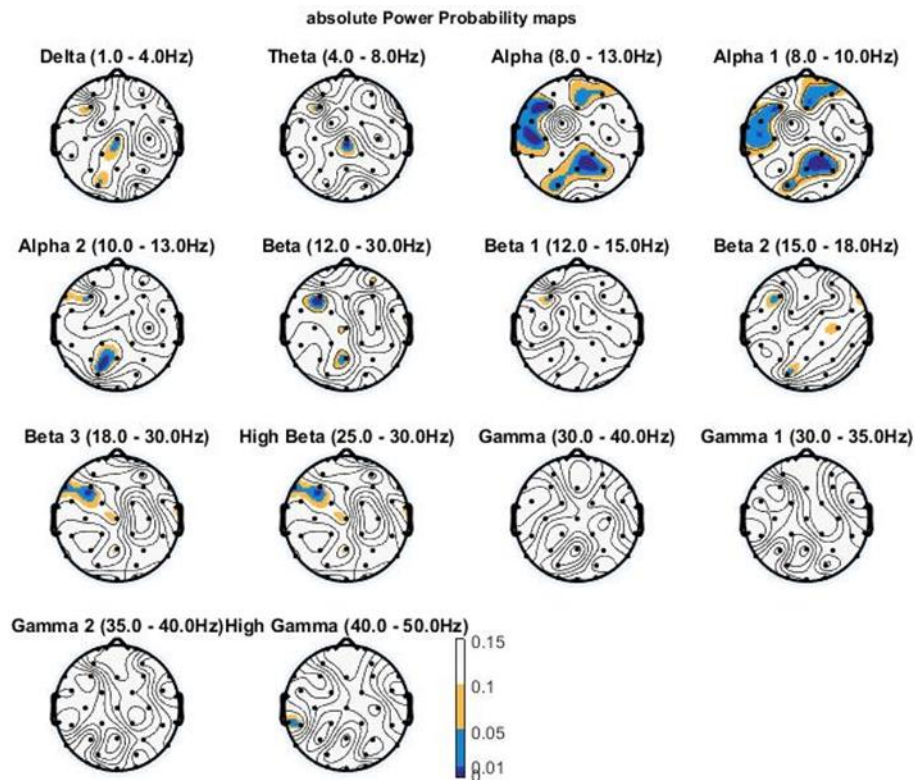 absolute Power Probability maps
Delta (1.0 - 4.0Hz) Theta (4.0 - 8.0Hz) Alpha (8.0 - 13.0Hz) Alpha 1 (8.0 - 10.0Hz)
Alpha 2 (10.0 - 13.0Hz) Beta (12.0 - 30.0Hz) Beta 1 (12.0 - 15.0Hz) Beta 2 (15.0 - 18.0Hz)
Beta 3 (18.0 - 30.0Hz) High Beta (25.0 - 30.0Hz) Gamma (30.0 - 40.0Hz) Gamma 1 (30.0 - 35.0Hz)
Gamma 2 (35.0 - 40.0Hz) High Gamma (40.0 - 50.0Hz)
0.15
0.1
0.05
0.01
0